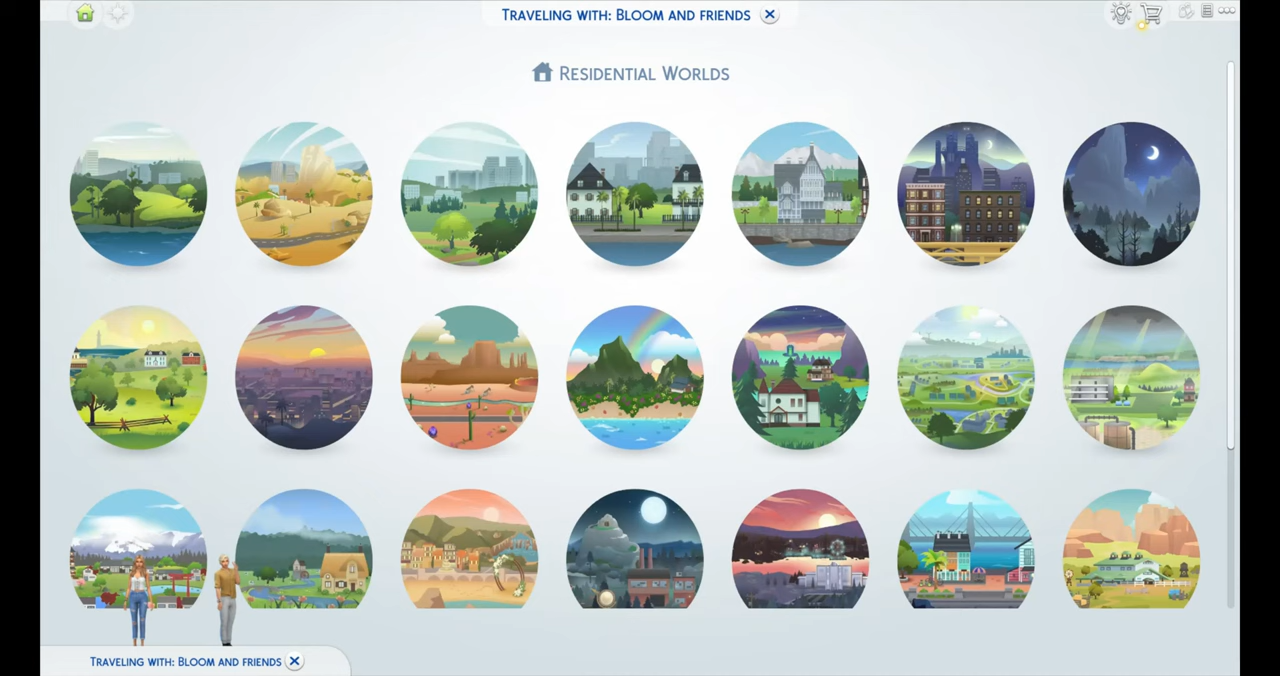 Traveling with: Bloom and friends
Residential Worlds
Traveling with: Bloom and friends